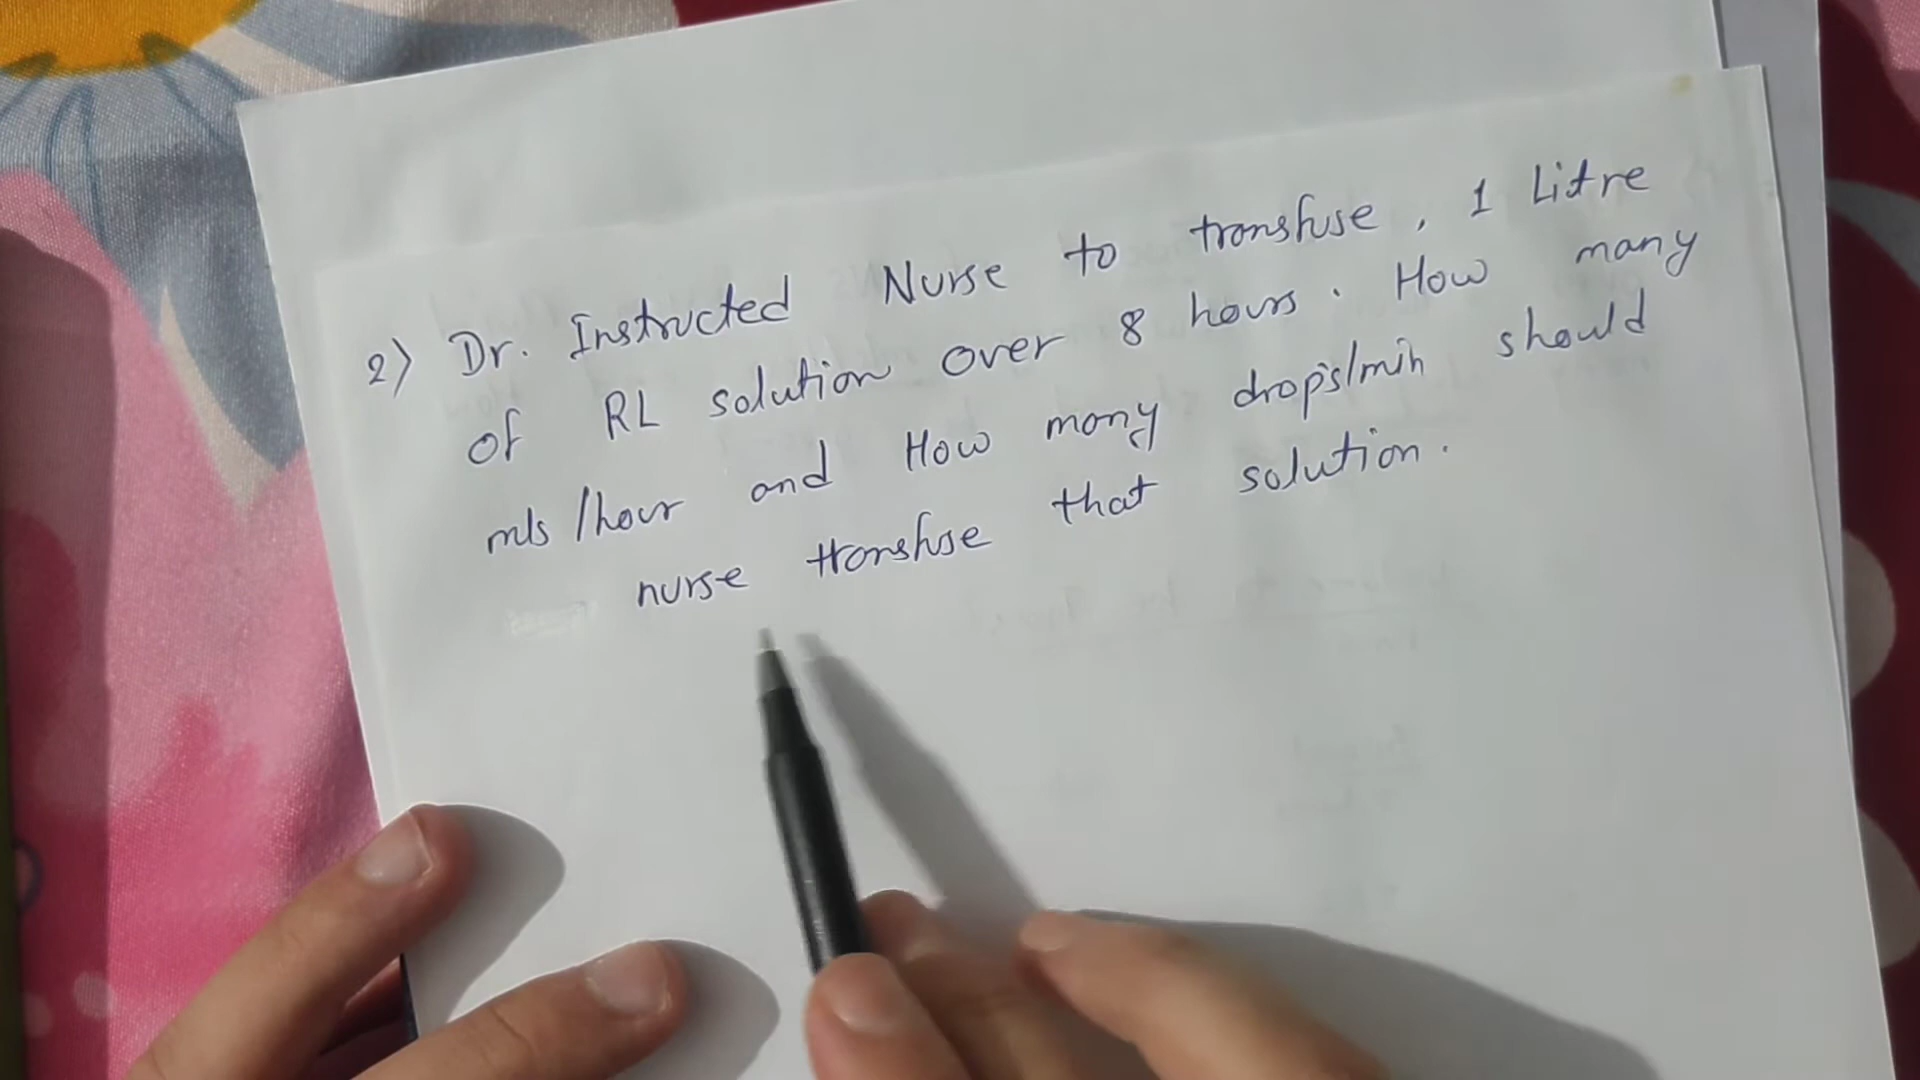 2) Dr. Instructed Nurse to transfuse, 1 Litre
of RL solution over 8 hours. How many
mls/hour and How many drops/min should
nurse transfuse that solution.